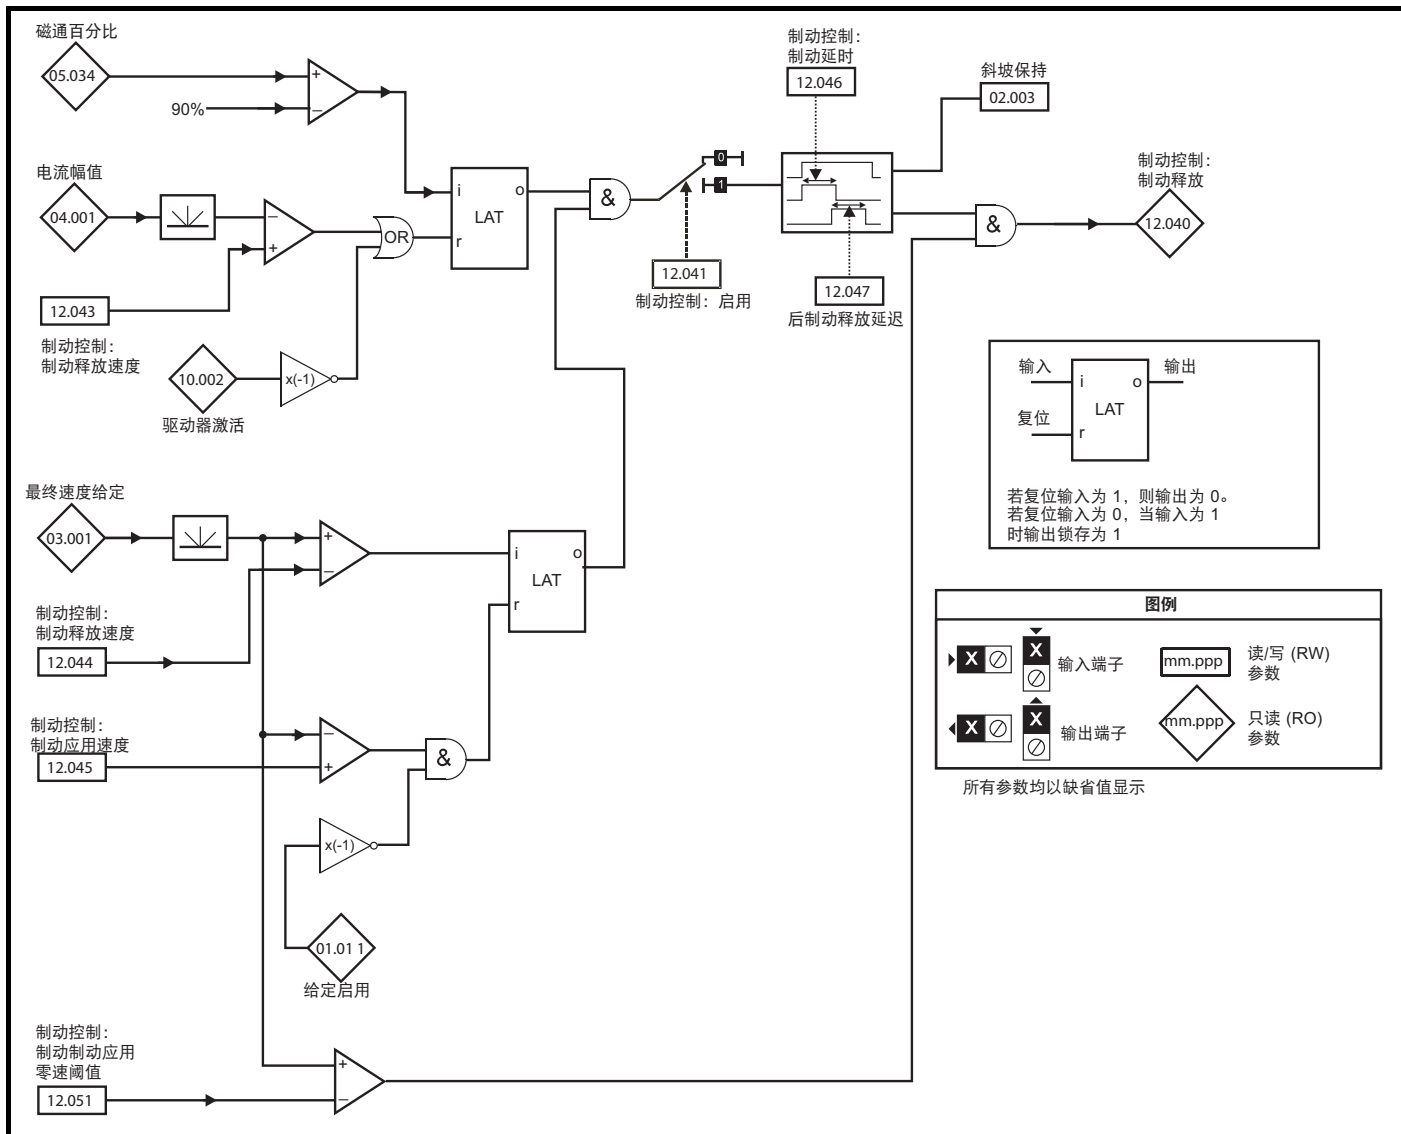 磁通百分比
05.034
+
90%
−
电流幅值
04.001
−
+
OR
12.043
制动控制：
制动释放速度
10.002
x(-1)
驱动器激活
i
o
LAT
r
&
0
1
12.041
制动控制：启用
制动控制：
制动延时
12.046
12.047
后制动释放延迟
斜坡保持
02.003
制动控制：
制动释放
12.040
&
输入
i
o
输出
LAT
复位
r
若复位输入为 1，则输出为 0。
若复位输入为 0，当输入为 1
时输出锁存为 1
最终速度给定
03.001
+
−
i
o
LAT
r
制动控制：
制动释放速度
12.044
制动控制：
制动应用速度
12.045
−
+
&
x(-1)
01.01 1
给定启用
制动控制：
制动制动应用
零速阈值
12.051
+
−
图例
X
X
输入端子
mm.ppp
读/写 (RW)
参数
X
X
输出端子
mm.ppp
只读 (RO)
参数
所有参数均以缺省值显示